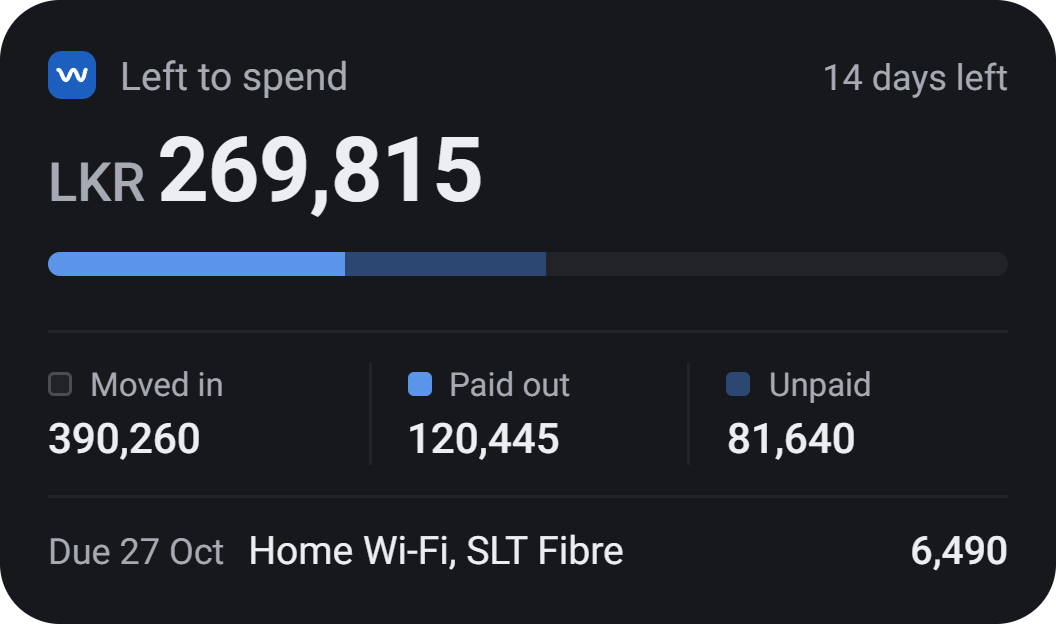 Left to spend
14 days left
LKR 269,815
Moved in
390,260
Paid out
120,445
Unpaid
81,640
Due 27 Oct Home Wi-Fi, SLT Fibre 6,490